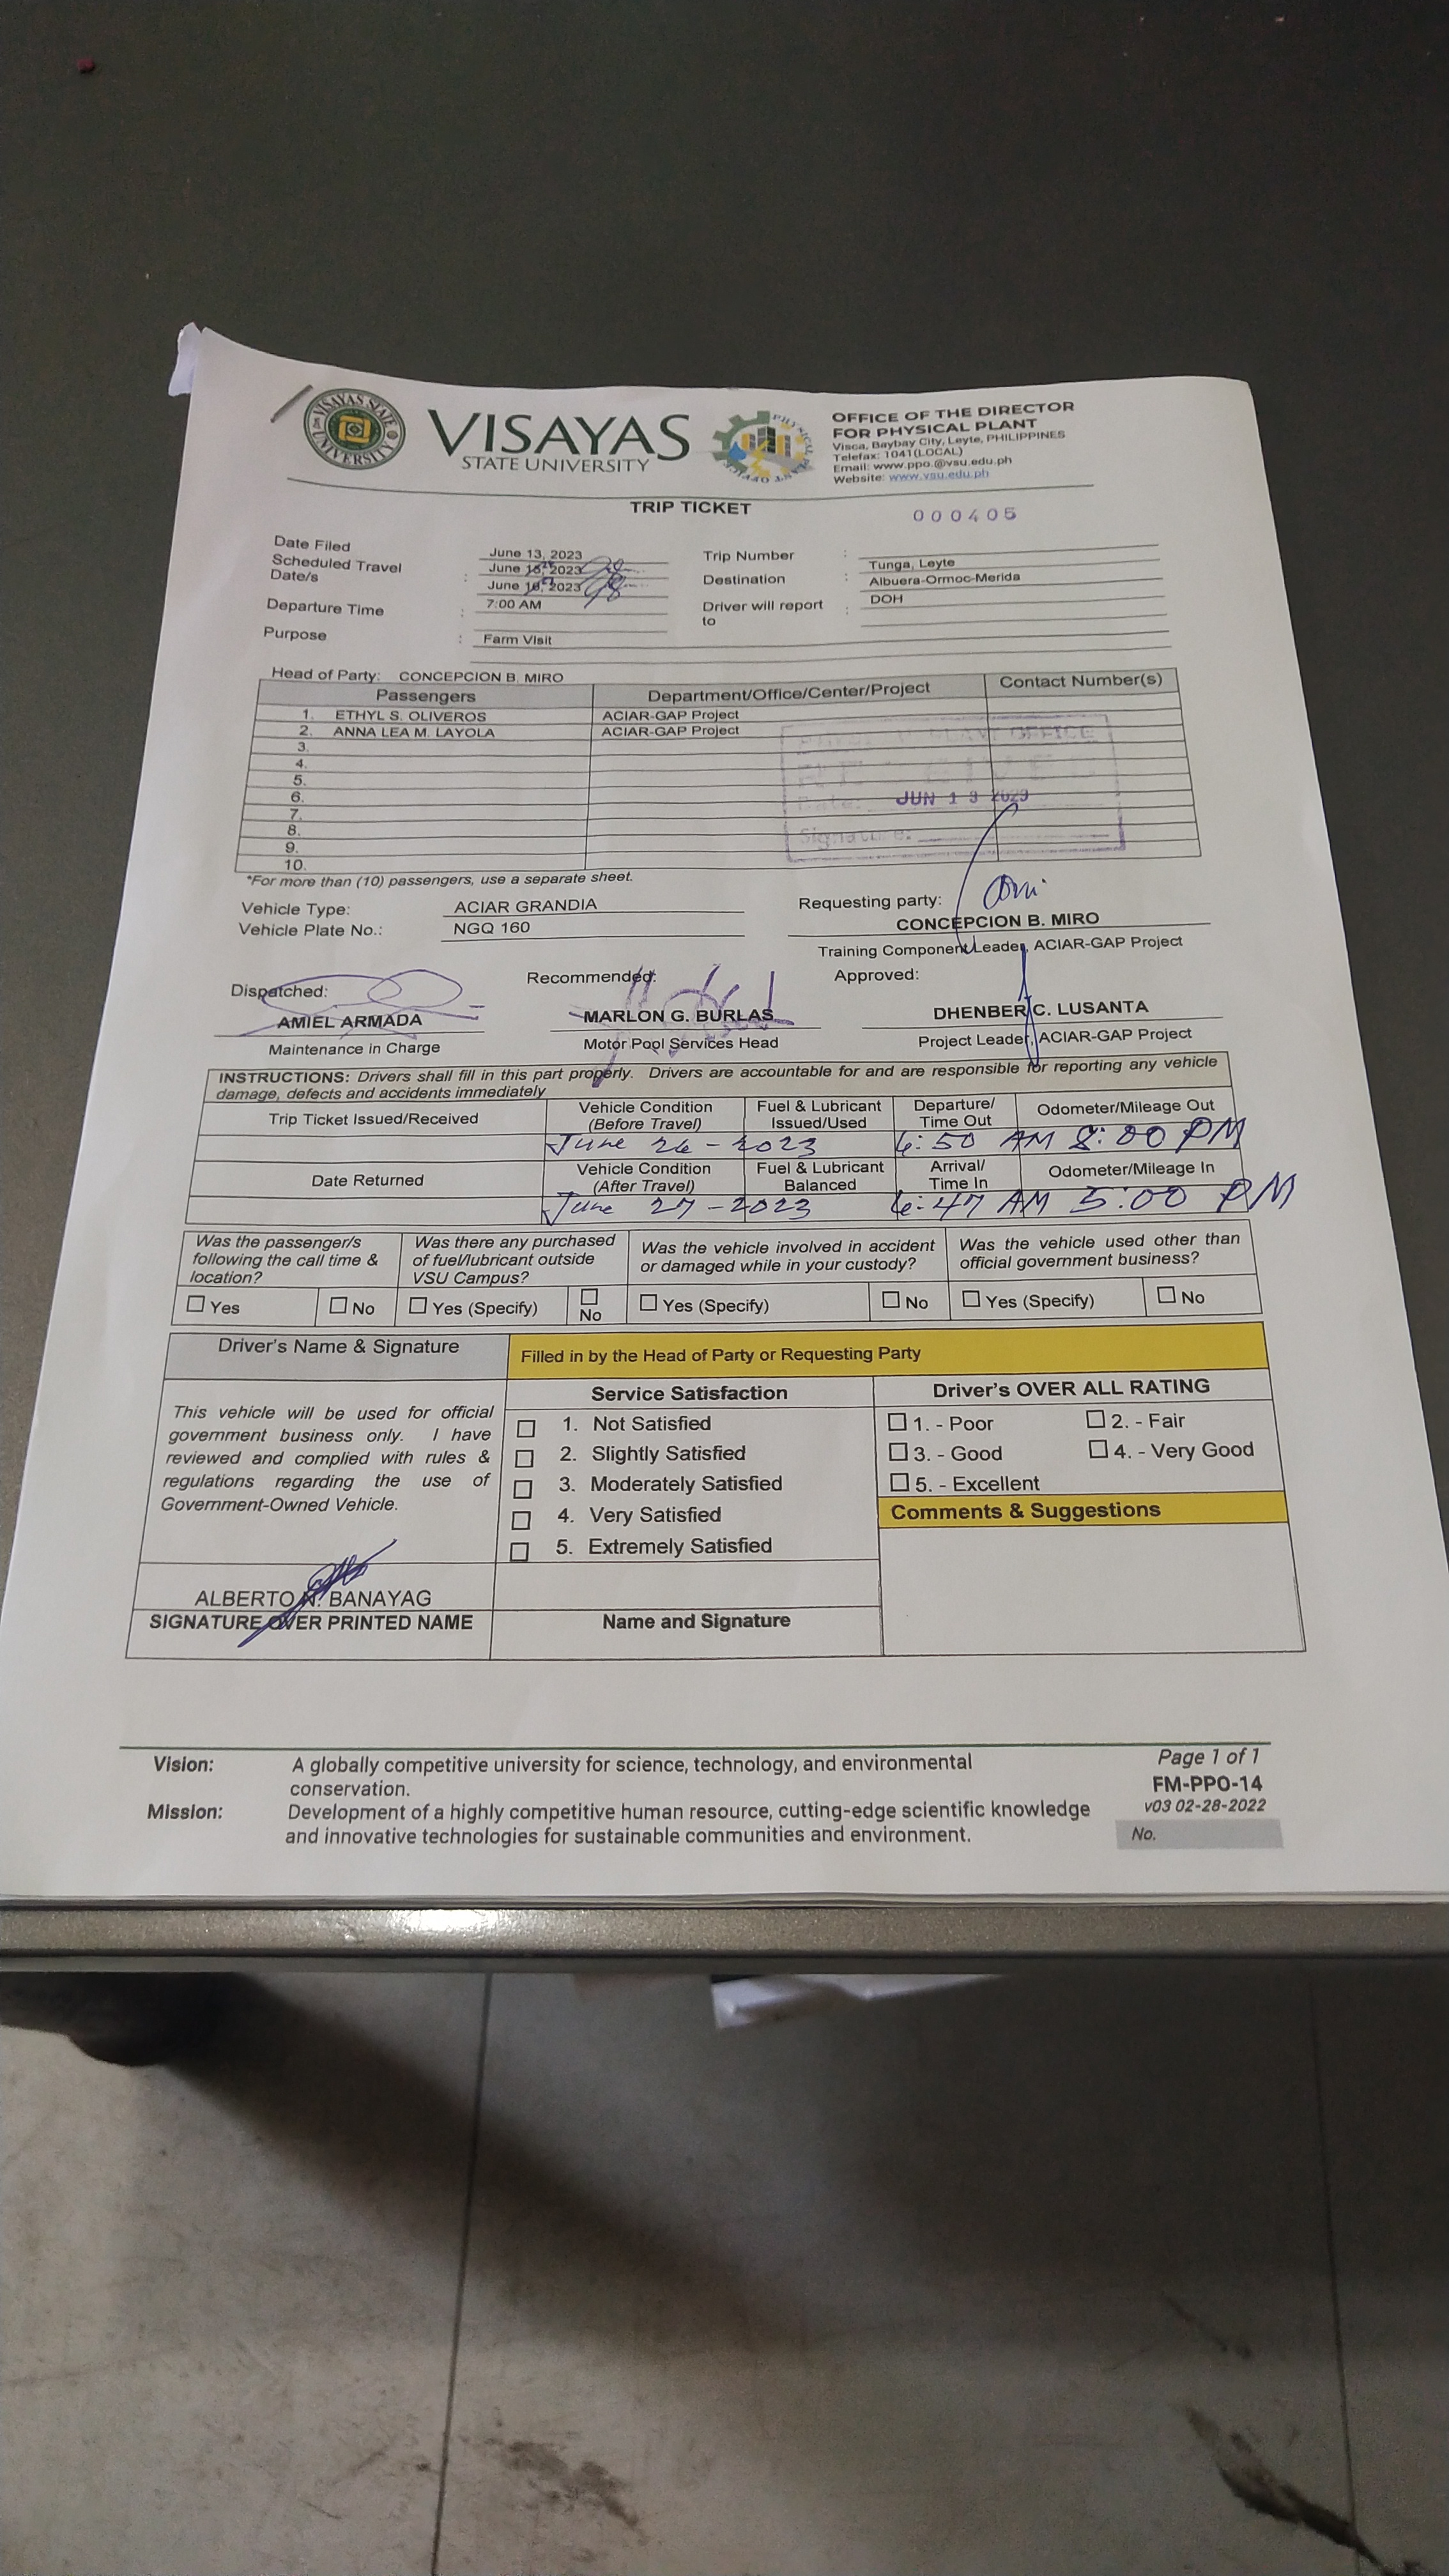 VISAYAS STATE UNIVERSITY
VISAYAS
STATE UNIVERSITY
PHYSICAL PLANT OFFICE
OFFICE OF THE DIRECTOR
FOR PHYSICAL PLANT
Visca, Baybay City, Leyte, PHILIPPINES
Telefax: 1041(LOCAL)
Email: www.ppo.@vsu.edu.ph
Website: www.vsu.edu.ph
TRIP TICKET
000405
Date Filed June 13, 2023
Scheduled Travel Date/s : June 2023
June 2023
Departure Time : 7:00 AM
Purpose : Farm VIsit
Trip Number :
Tunga, Leyte
Destination : Albuera-Ormoc-Merida
Driver will report to : DOH
Head of Party: CONCEPCION B. MIRO
Passengers Department/Office/Center/Project Contact Number(s)
1. ETHYL S. OLIVEROS ACIAR-GAP Project
2. ANNA LEA M. LAYOLA ACIAR-GAP Project
3.
4.
5.
6.
7.
8.
9.
10.
PLANT OFFICE
RECEIVED
Date: JUN 13 2023
Signature:
*For more than (10) passengers, use a separate sheet.
Vehicle Type: ACIAR GRANDIA
Vehicle Plate No.: NGQ 160
Requesting party:
CONCEPCION B. MIRO
Training Component Leader, ACIAR-GAP Project
Dispatched:
AMIEL ARMADA
Maintenance in Charge
Recommended:
MARLON G. BURLAS
Motor Pool Services Head
Approved:
DHENBER C. LUSANTA
Project Leader, ACIAR-GAP Project
INSTRUCTIONS: Drivers shall fill in this part properly. Drivers are accountable for and are responsible for reporting any vehicle
damage, defects and accidents immediately
Trip Ticket Issued/Received Vehicle Condition (Before Travel) Fuel & Lubricant Issued/Used Departure/ Time Out Odometer/Mileage Out
June 26-2023 6:50 AM 8:00 PM
Date Returned Vehicle Condition (After Travel) Fuel & Lubricant Balanced Arrival/ Time In Odometer/Mileage In
June 27-2023 6:47 AM 5:00 PM
Was the passenger/s following the call time & location?
Was there any purchased of fuel/lubricant outside VSU Campus?
Was the vehicle involved in accident or damaged while in your custody?
Was the vehicle used other than official government business?
☐ Yes ☐ No ☐ Yes (Specify) ☐ No ☐ Yes (Specify) ☐ No ☐ Yes (Specify) ☐ No
Driver's Name & Signature
Filled in by the Head of Party or Requesting Party
This vehicle will be used for official
government business only. I have
reviewed and complied with rules &
regulations regarding the use of
Government-Owned Vehicle.
Service Satisfaction
☐ 1. Not Satisfied
☐ 2. Slightly Satisfied
☐ 3. Moderately Satisfied
☐ 4. Very Satisfied
☐ 5. Extremely Satisfied
Driver's OVER ALL RATING
☐ 1. - Poor ☐ 2. - Fair
☐ 3. - Good ☐ 4. - Very Good
☐ 5. - Excellent
Comments & Suggestions
ALBERTO N. BANAYAG
SIGNATURE OVER PRINTED NAME
Name and Signature
Vision: A globally competitive university for science, technology, and environmental
conservation.
Mission: Development of a highly competitive human resource, cutting-edge scientific knowledge
and innovative technologies for sustainable communities and environment.
Page 1 of 1
FM-PPO-14
v03 02-28-2022
No.